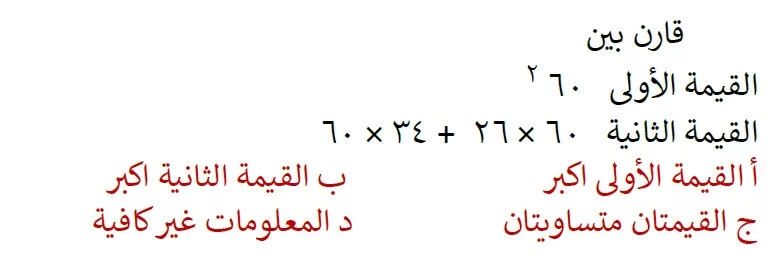 قارن بين
القيمة الأولى ٦٠ ٢
القيمة الثانية ٦٠ × ٢٦ + ٣٤ × ٦٠
أ القيمة الأولى اكبر ب القيمة الثانية اكبر
ج القيمتان متساويتان د المعلومات غير كافية